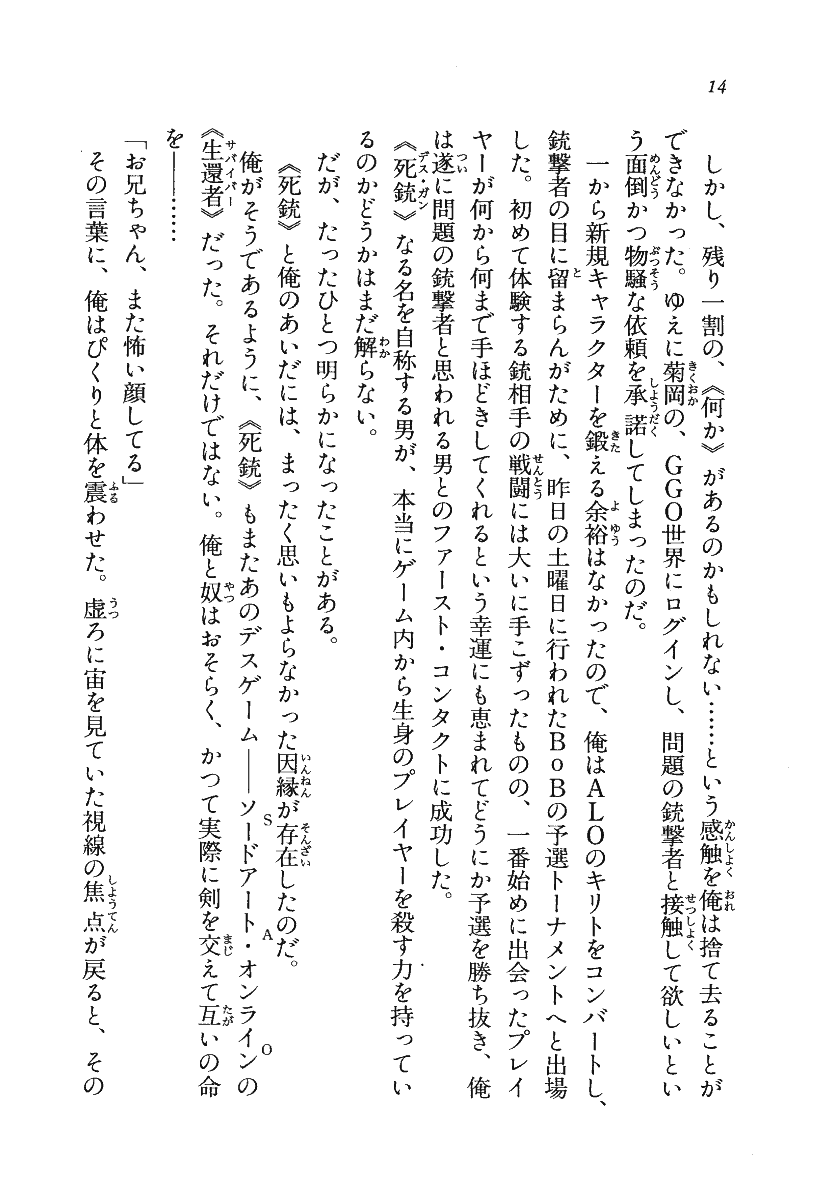 14
しかし、残り一割の、《何か》があるのかもしれない……という感触を俺は捨て去ることが
できなかった。ゆえに菊岡の、GGO世界にログインし、問題の銃撃者と接触して欲しいとい
う面倒かつ物騒な依頼を承諾してしまったのだ。
一から新規キャラクターを鍛える余裕はなかったので、俺はALOのキリトをコンバートし、
銃撃者の目に留まらんがために、昨日の土曜日に行われたBoBの予選トーナメントへと出場
した。初めて体験する銃相手の戦闘には大いに手こずったものの、一番始めに出会ったプレイ
ヤーが何から何まで手ほどきしてくれるという幸運にも恵まれてどうにか予選を勝ち抜き、俺
は遂に問題の銃撃者と思われる男とのファースト・コンタクトに成功した。
《死銃》なる名を自称する男が、本当にゲーム内から生身のプレイヤーを殺す力を持ってい
るのかどうかはまだ解らない。
だが、たったひとつ明らかになったことがある。
《死銃》と俺のあいだには、まったく思いもよらなかった因縁が存在したのだ。
俺がそうであるように、《死銃》もまたあのデスゲーム――ソードアート・オンラインの
《生還者》だった。それだけではない。俺と奴はおそらく、かつて実際に剣を交えて互いの命
を――……
「お兄ちゃん、また怖い顔してる」
その言葉に、俺はぴくりと体を震わせた。虚ろに宙を見ていた視線の焦点が戻ると、その